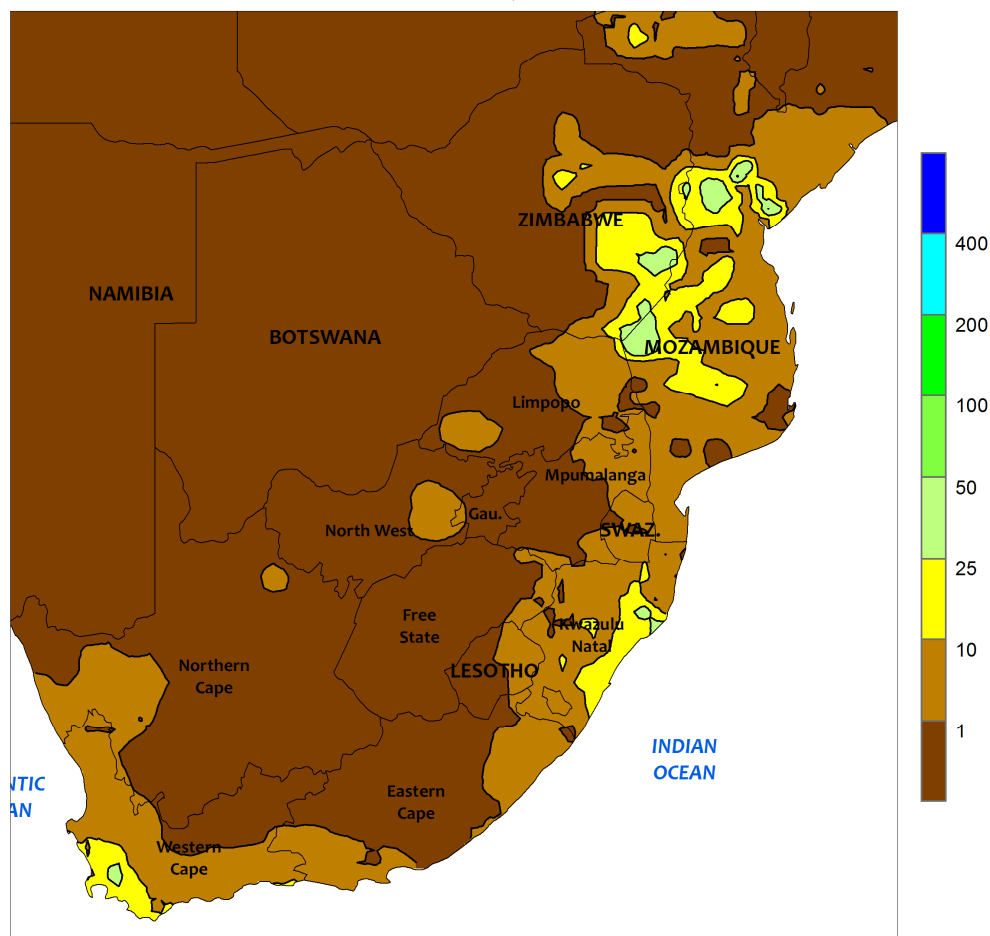 ZIMBABWE
400
NAMIBIA
200
BOTSWANA
MOZAMBIQUE
Limpopo
100
Mpumalanga
50
Gau.
North West
SWAZ.
25
Free
State
Kwazulu
Natal
10
Northern
Cape
LESOTHO
1
INDIAN
OCEAN
NTIC
AN
Eastern
Cape
Western
Cape